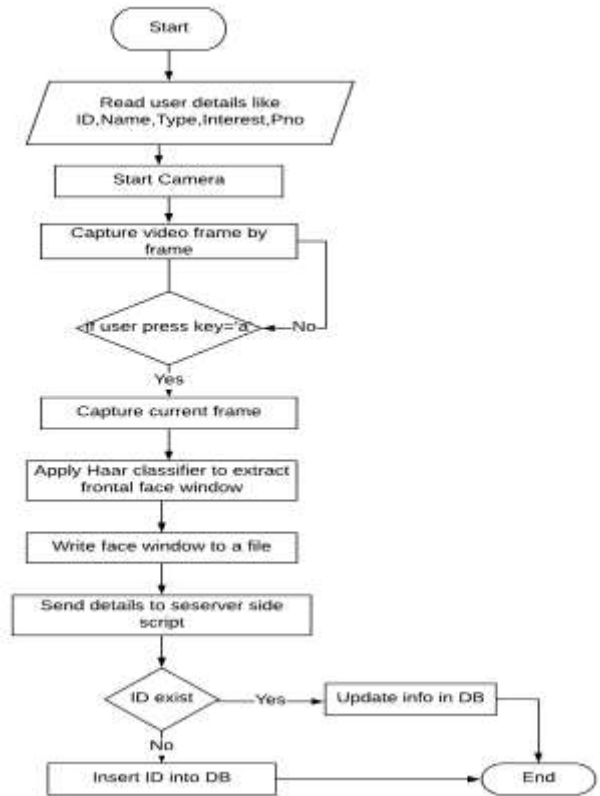 Start
Read user details like
ID,Name,Type,Interest,Pno
Start Camera
Capture video frame by
frame
If user press key='a'
No
Yes
Capture current frame
Apply Haar classifier to extract
frontal face window
Write face window to a file
Send details to seserver side
script
ID exist
Yes
Update info in DB
No
Insert ID into DB
End